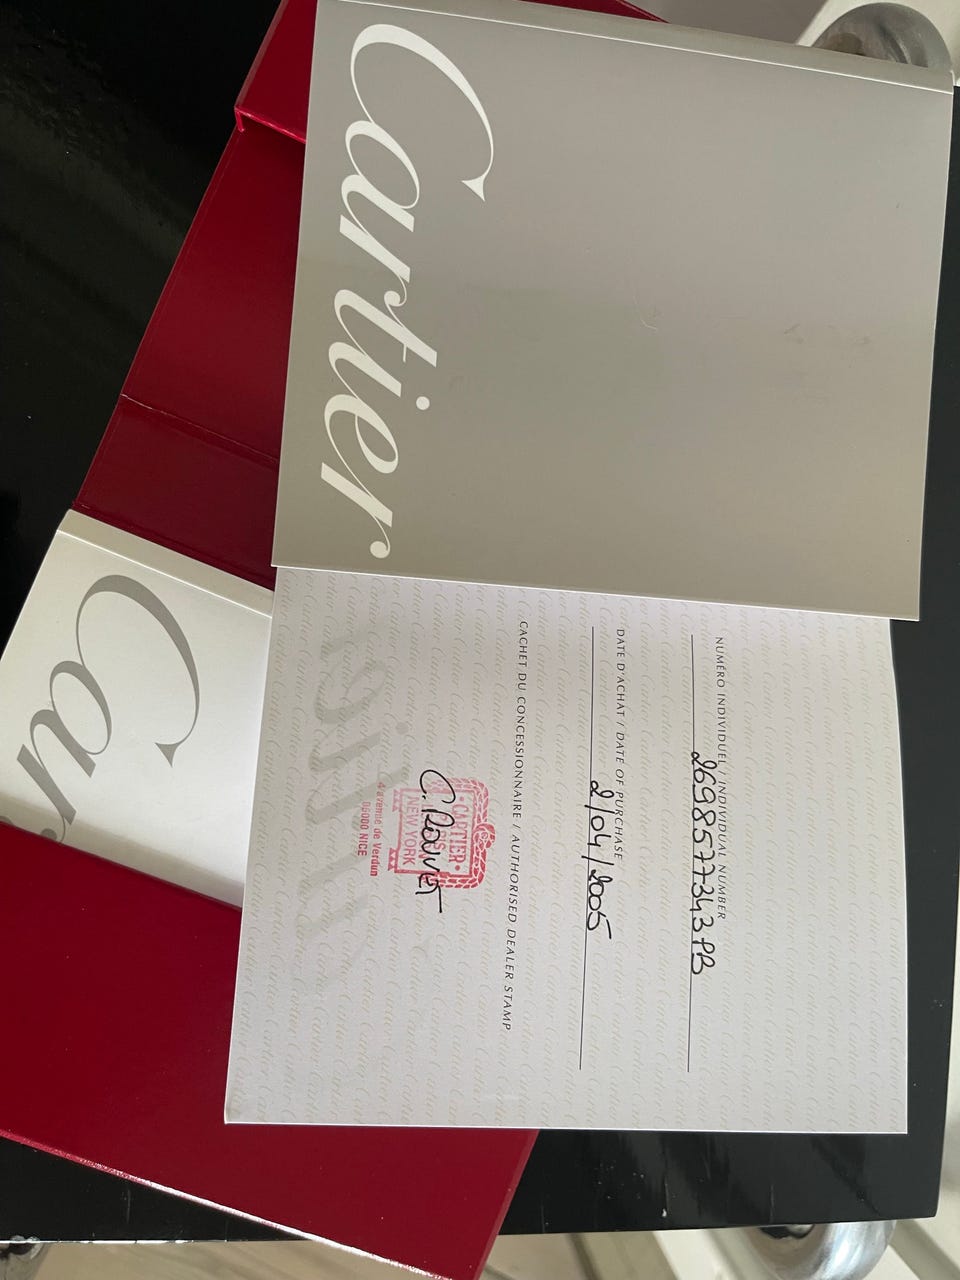 Cartier
Car
NUMÉRO INDIVIDUEL / INDIVIDUAL NUMBER
2698577343PB
DATE D'ACHAT / DATE OF PURCHASE
2/04/2005
CACHET DU CONCESSIONNAIRE / AUTHORISED DEALER STAMP
CARTIER
NEW YORK
4 avenue de Verdun
06000 NICE